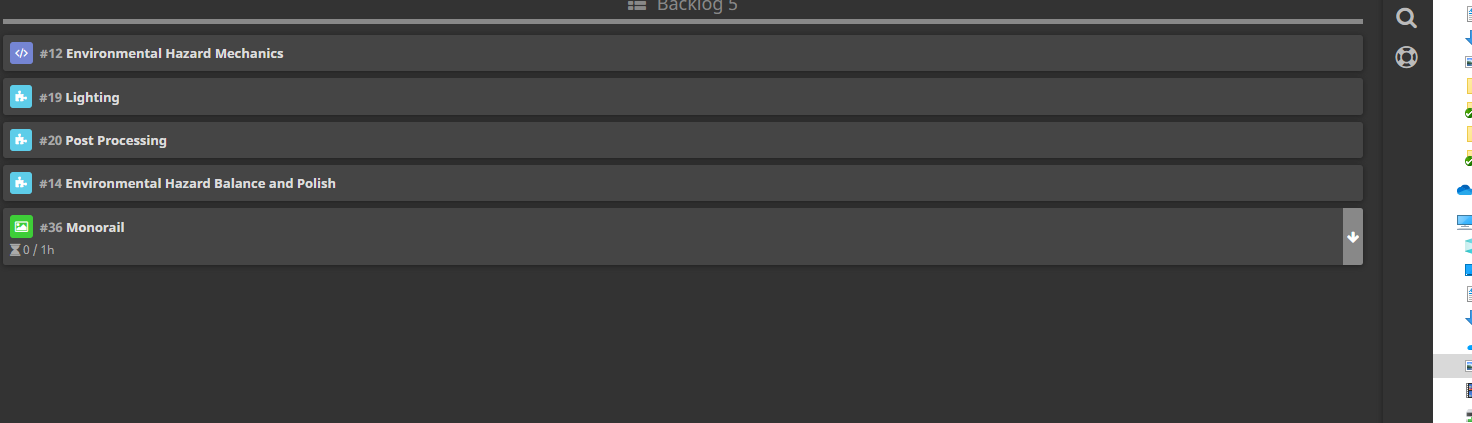 Backlog 5
#12 Environmental Hazard Mechanics
#19 Lighting
#20 Post Processing
#14 Environmental Hazard Balance and Polish
#36 Monorail
0 / 1h